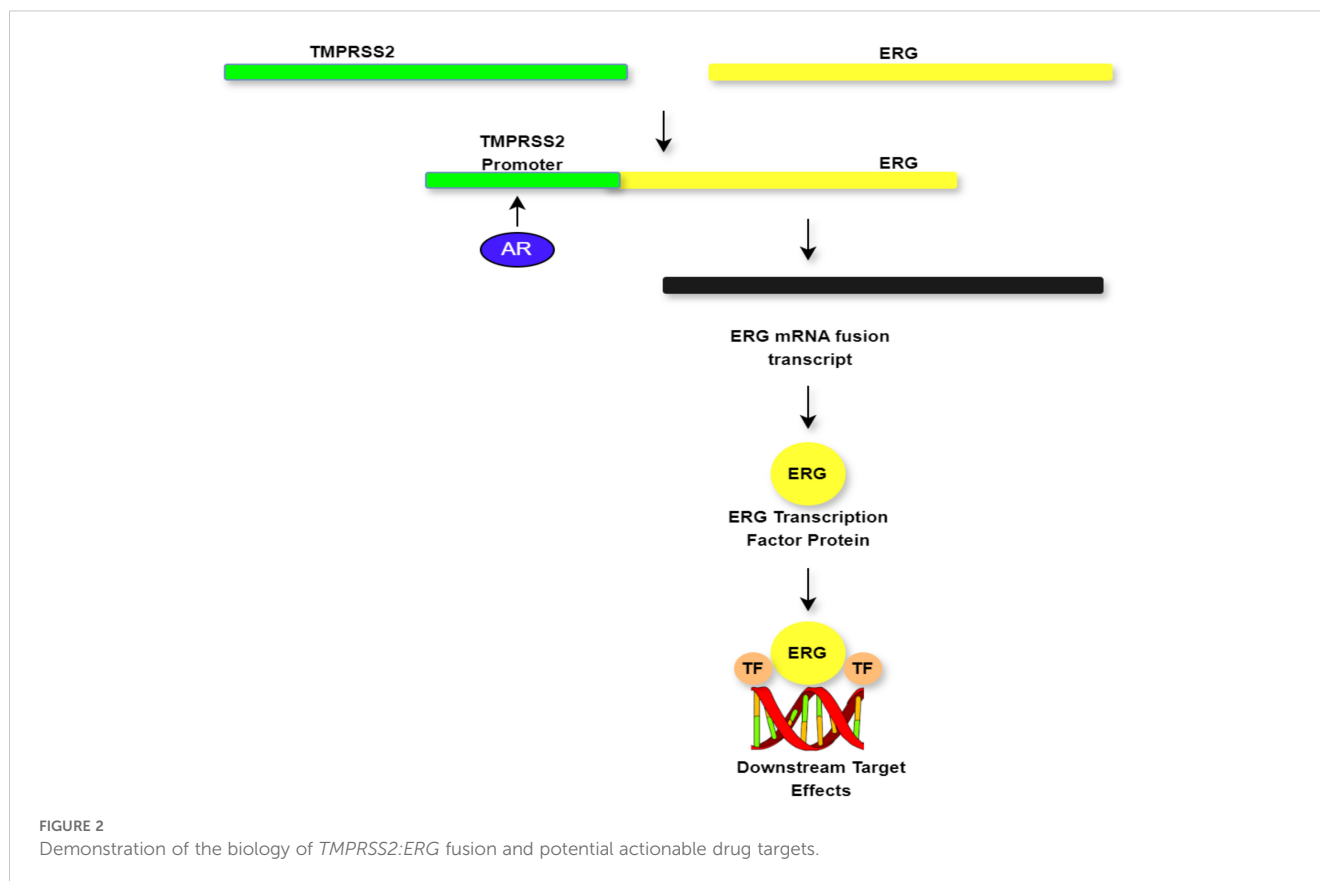 TMPRSS2
ERG
TMPRSS2
Promoter
ERG
AR
ERG mRNA fusion
transcript
ERG
ERG Transcription
Factor Protein
ERG
TF
TF
Downstream Target
Effects
FIGURE 2
Demonstration of the biology of TMPRSS2:ERG fusion and potential actionable drug targets.